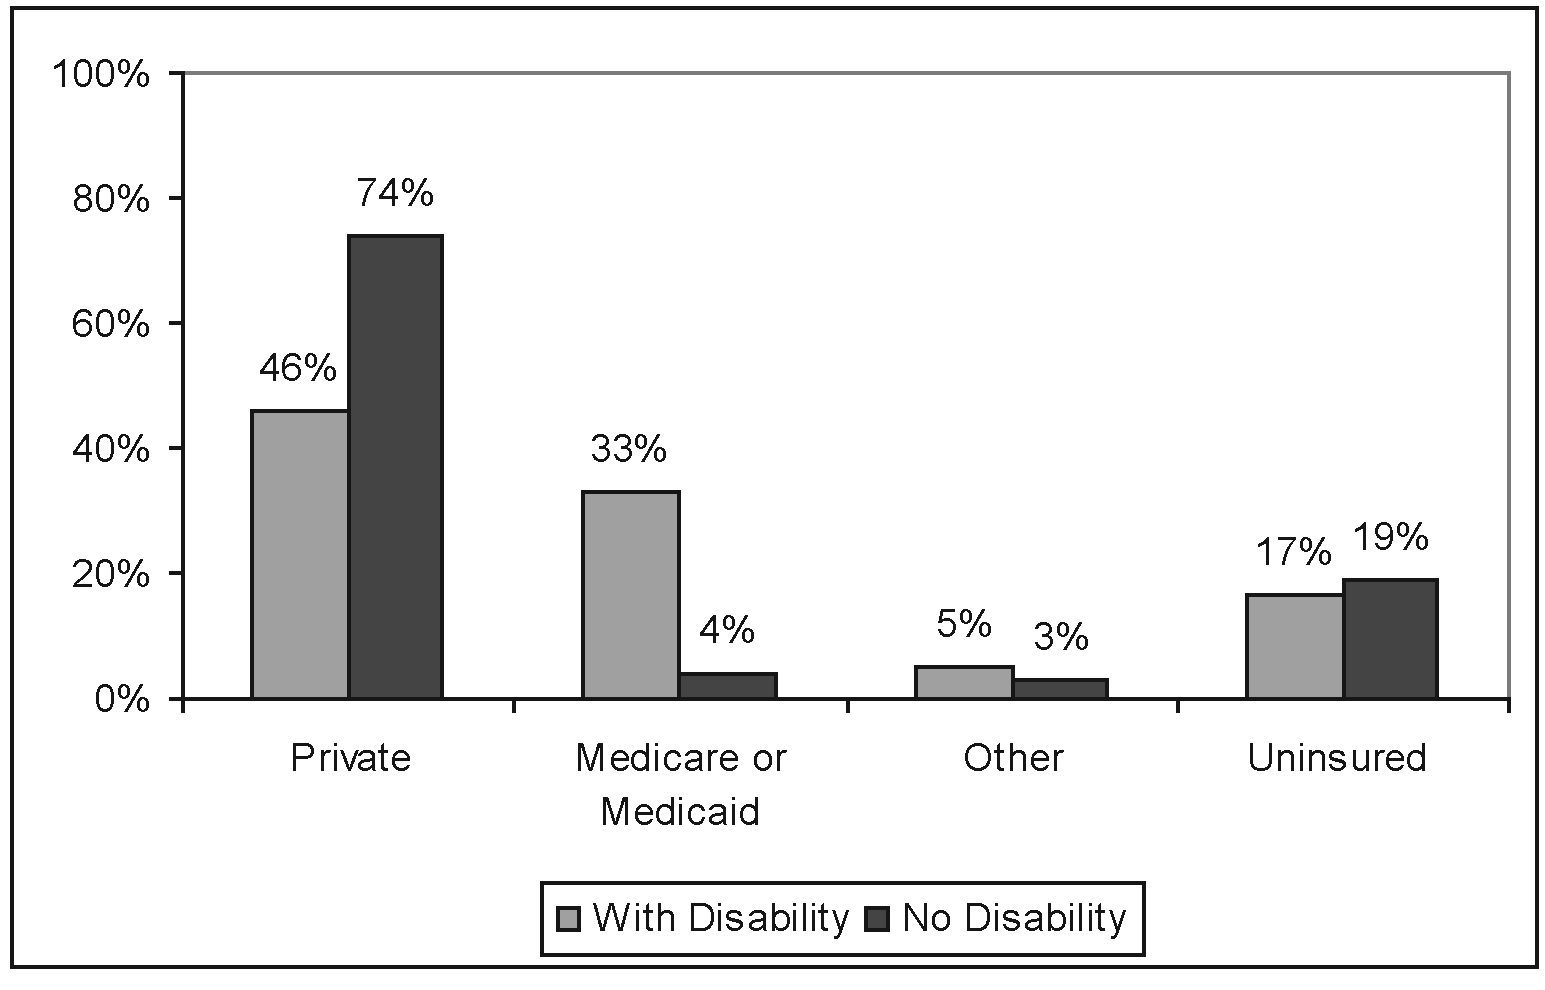 100%
80%
60%
40%
20%
0%
46%
74%
33%
4%
5%
3%
17%
19%
Private
Medicare or
Medicaid
Other
Uninsured
With Disability
No Disability